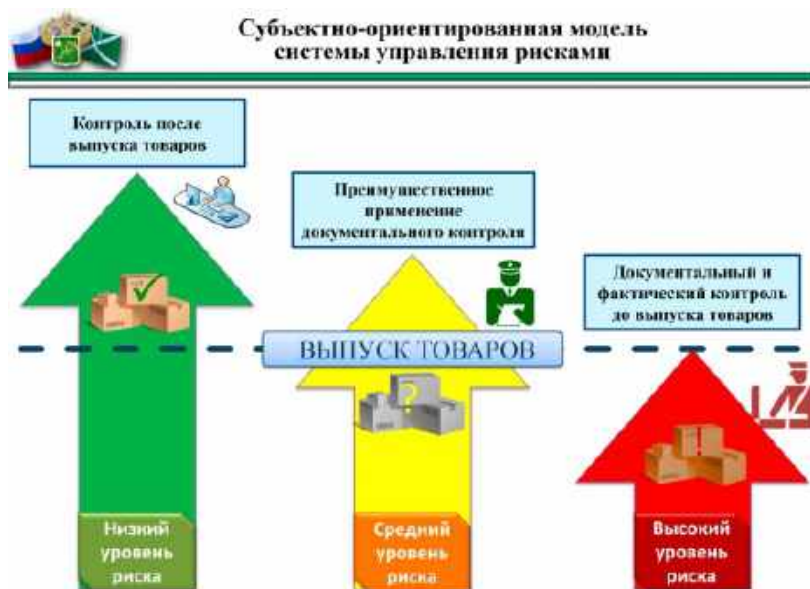 Субъектно-ориентированная модель
системы управления рисками
Контроль после
выпуска товаров
Преимущественное
применение
документального контроля
Документальный и
фактический контроль
до выпуска товаров
ВЫПУСК ТОВАРОВ
?
Низкий
уровень
риска
Средний
уровень
риска
Высокий
уровень
риска